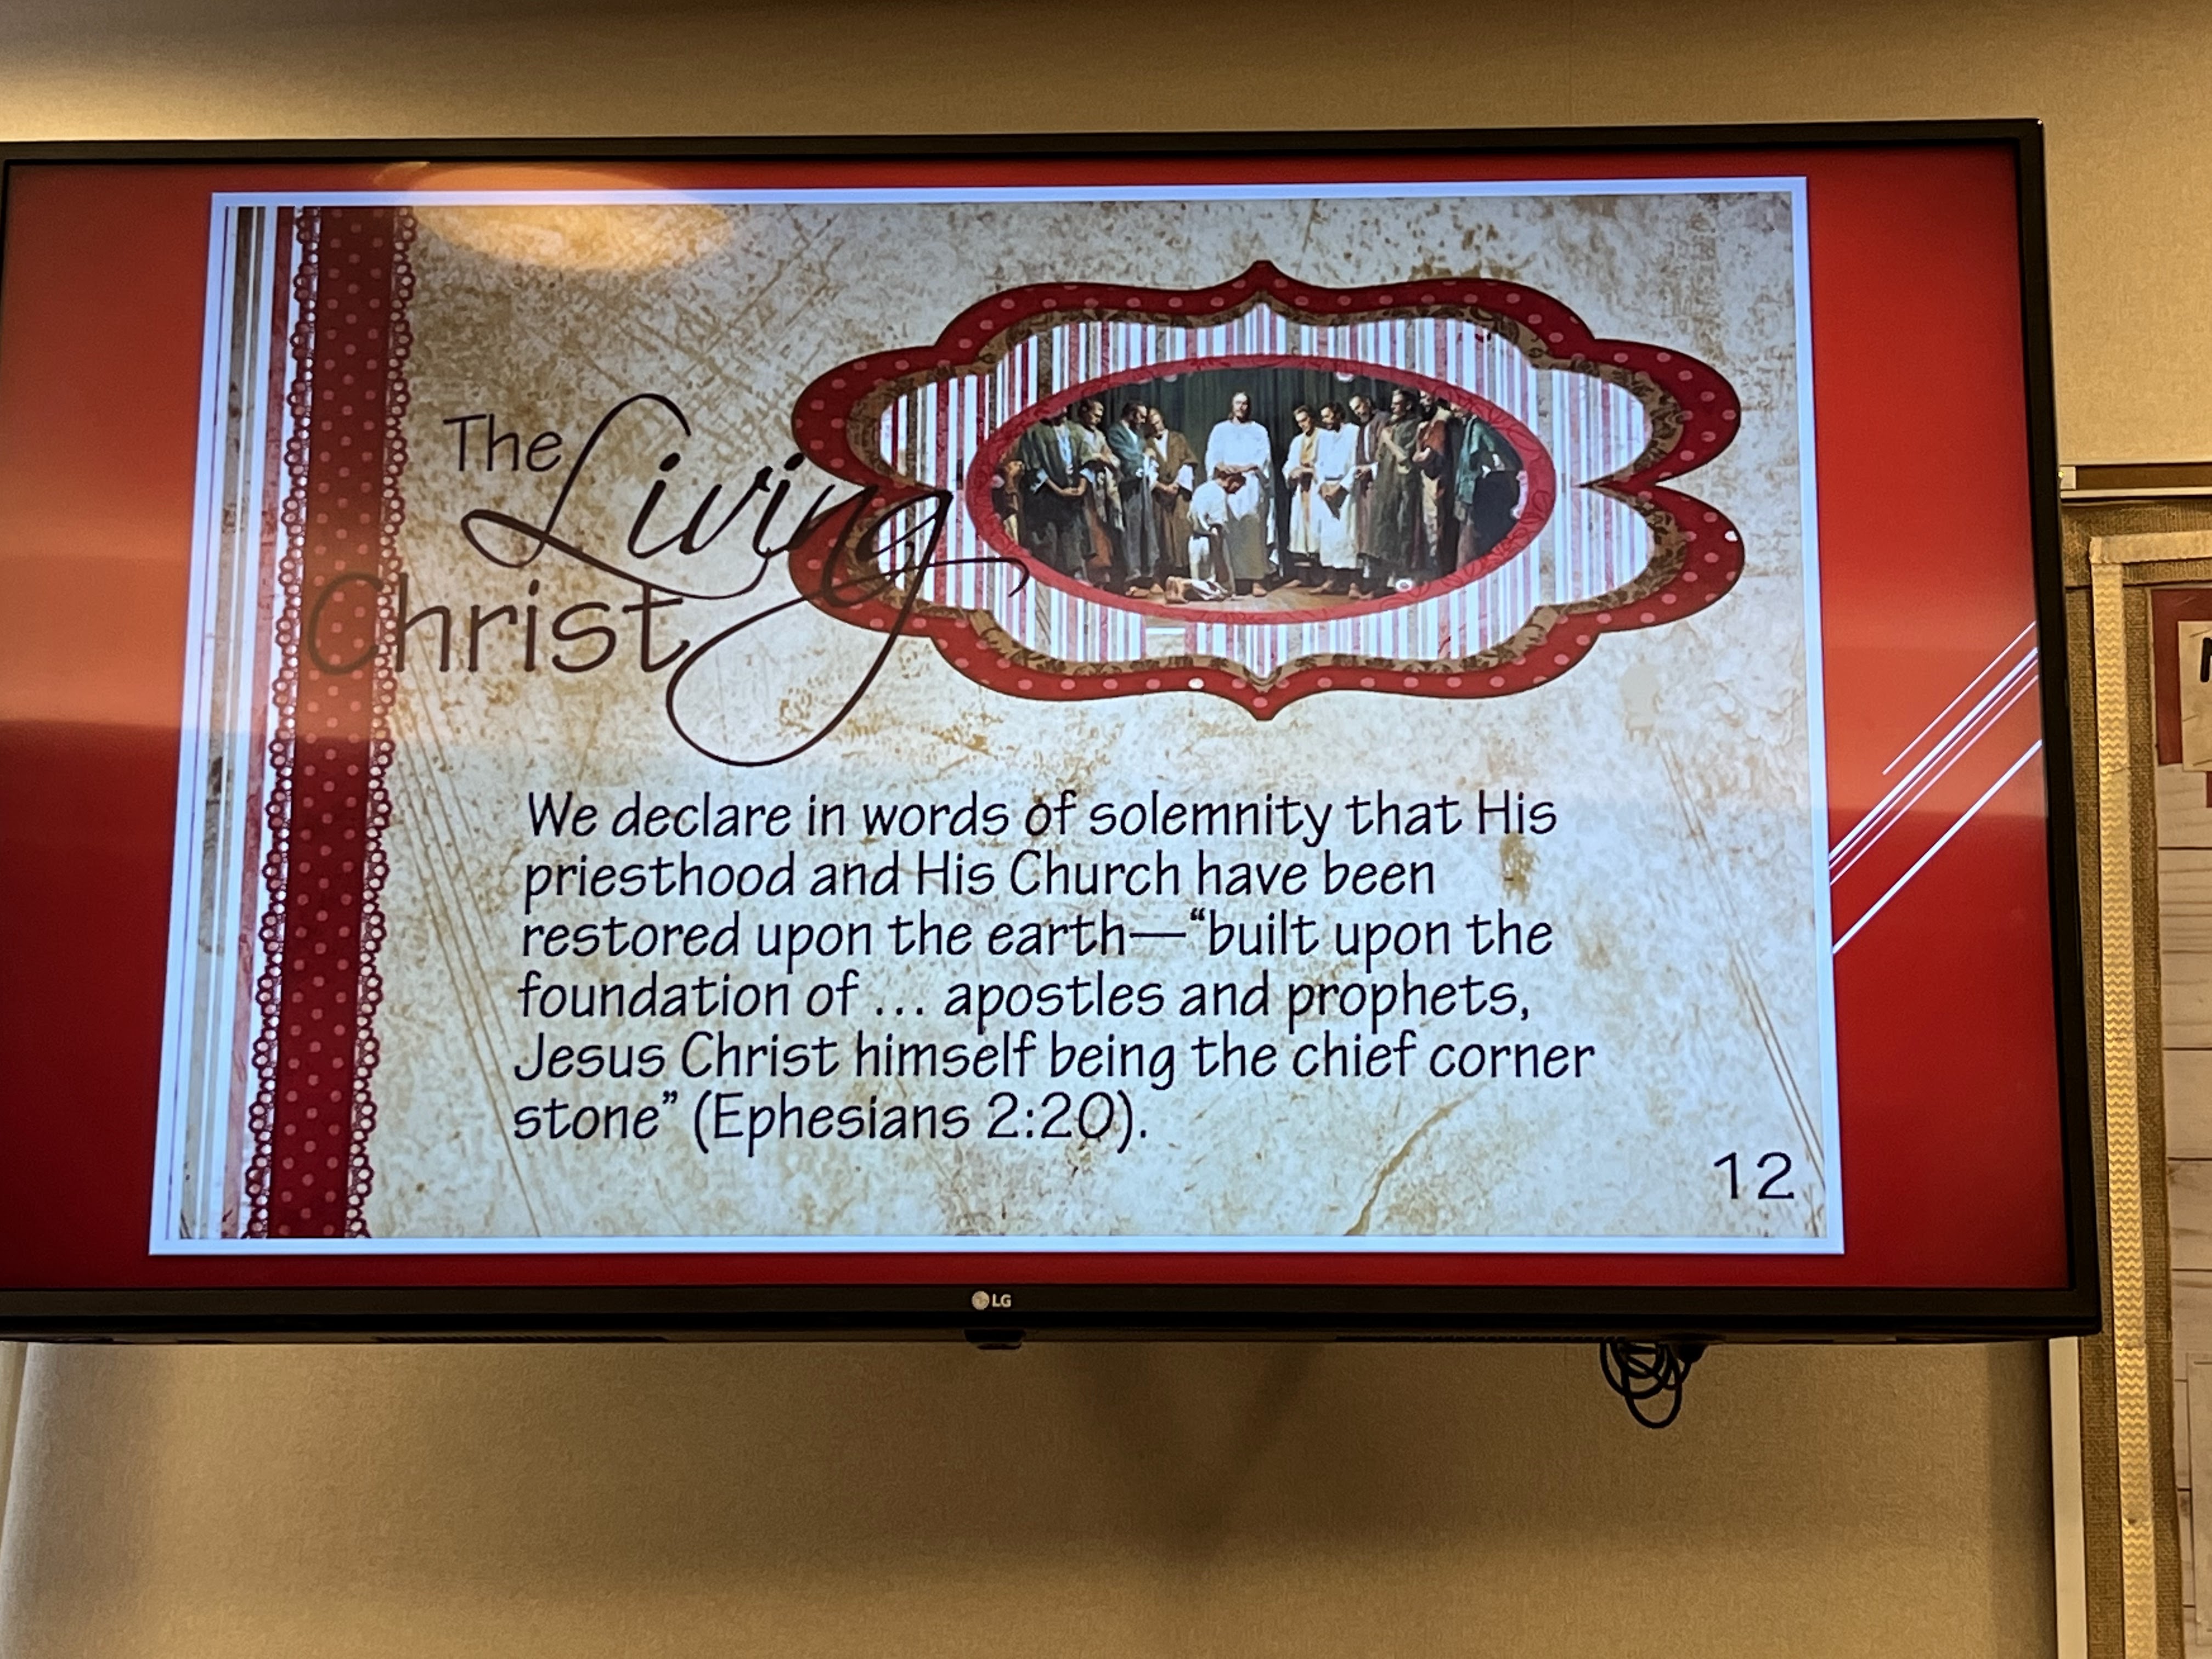 The Living
Christ
We declare in words of solemnity that His
priesthood and His Church have been
restored upon the earth—“built upon the
foundation of ... apostles and prophets,
Jesus Christ himself being the chief corner
stone” (Ephesians 2:20).
12
LG